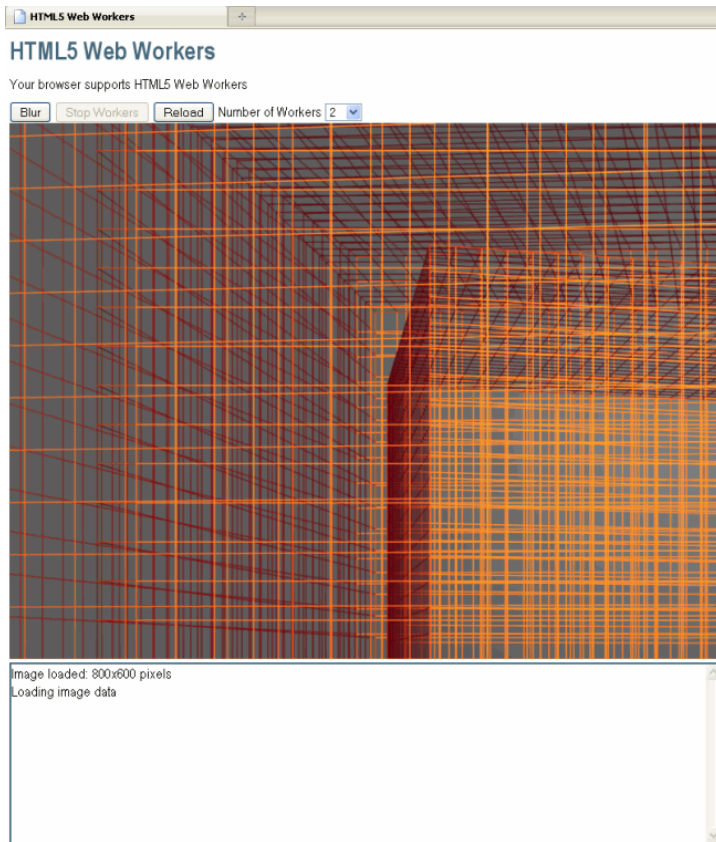 HTML5 Web Workers
HTML5 Web Workers
Your browser supports HTML5 Web Workers
Blur Stop Workers Reload Number of Workers 2
Image loaded: 800x600 pixels
Loading image data